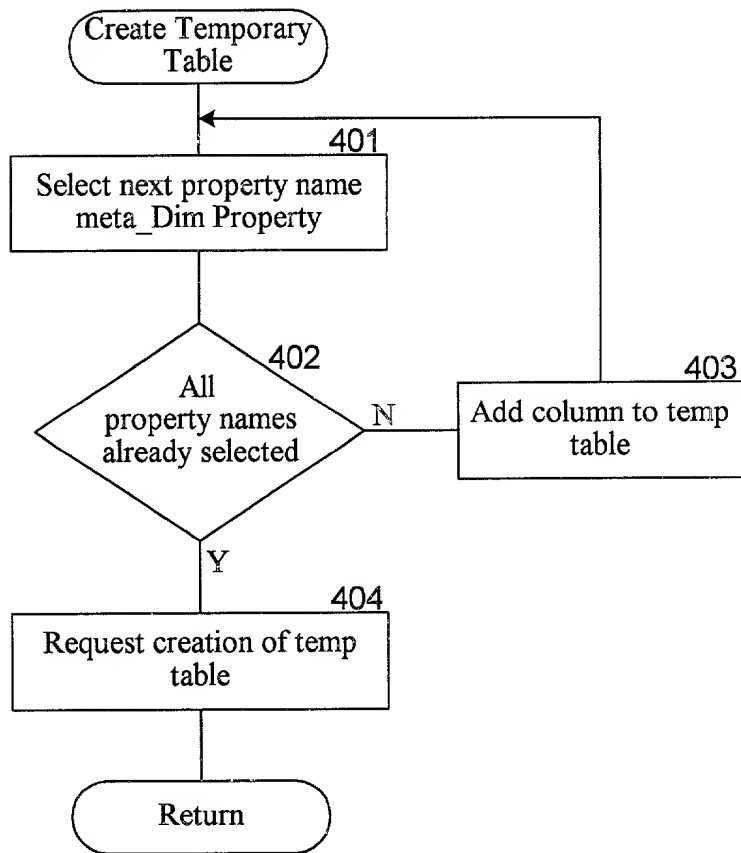 Create Temporary
Table
401
Select next property name
meta_Dim Property
402
All
property names
already selected
N
403
Add column to temp
table
Y
404
Request creation of temp
table
Return